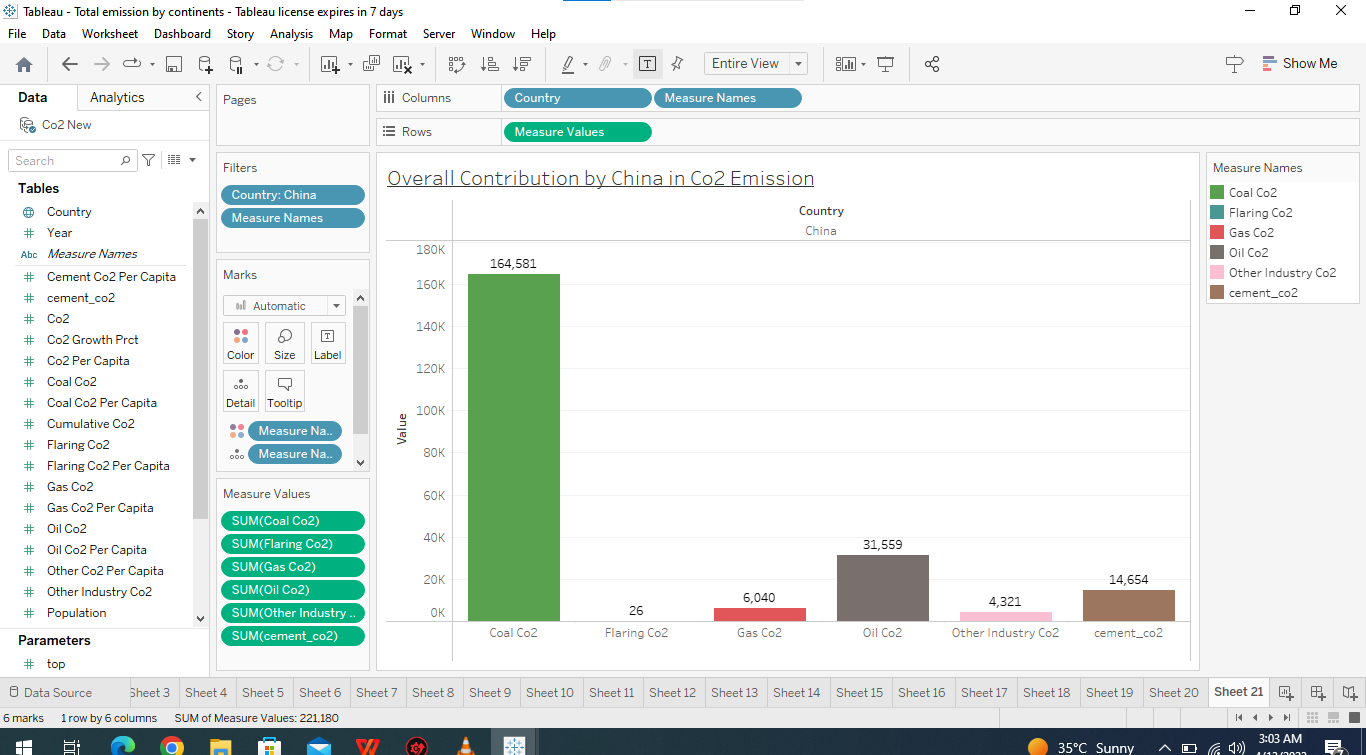 Tableau - Total emission by continents - Tableau license expires in 7 days
File Data Worksheet Dashboard Story Analysis Map Format Server Window Help
Entire View
Show Me
Data
Analytics
Co2 New
Search
Tables
Country
Year
Abc Measure Names
Cement Co2 Per Capita
cement_co2
Co2
Co2 Growth Prct
Co2 Per Capita
Coal Co2
Coal Co2 Per Capita
Cumulative Co2
Flaring Co2
Flaring Co2 Per Capita
Gas Co2
Gas Co2 Per Capita
Oil Co2
Oil Co2 Per Capita
Other Co2 Per Capita
Other Industry Co2
Population
Parameters
top
Pages
Filters
Country: China
Measure Names
Marks
Automatic
Color Size Label
Detail Tooltip
Measure Na..
Measure Na..
Measure Values
SUM(Coal Co2)
SUM(Flaring Co2)
SUM(Gas Co2)
SUM(Oil Co2)
SUM(Other Industry ..
SUM(cement_co2)
Columns Country Measure Names
Rows Measure Values
Overall Contribution by China in Co2 Emission
Country
China
Value
180K
160K
140K
120K
100K
80K
60K
40K
20K
0K
164,581
26
6,040
31,559
4,321
14,654
Coal Co2 Flaring Co2 Gas Co2 Oil Co2 Other Industry Co2 cement_co2
Measure Names
Coal Co2
Flaring Co2
Gas Co2
Oil Co2
Other Industry Co2
cement_co2
Data Source Sheet 3 Sheet 4 Sheet 5 Sheet 6 Sheet 7 Sheet 8 Sheet 9 Sheet 10 Sheet 11 Sheet 12 Sheet 13 Sheet 14 Sheet 15 Sheet 16 Sheet 17 Sheet 18 Sheet 19 Sheet 20 Sheet 21
6 marks 1 row by 6 columns SUM of Measure Values: 221,180
35°C Sunny
3:03 AM